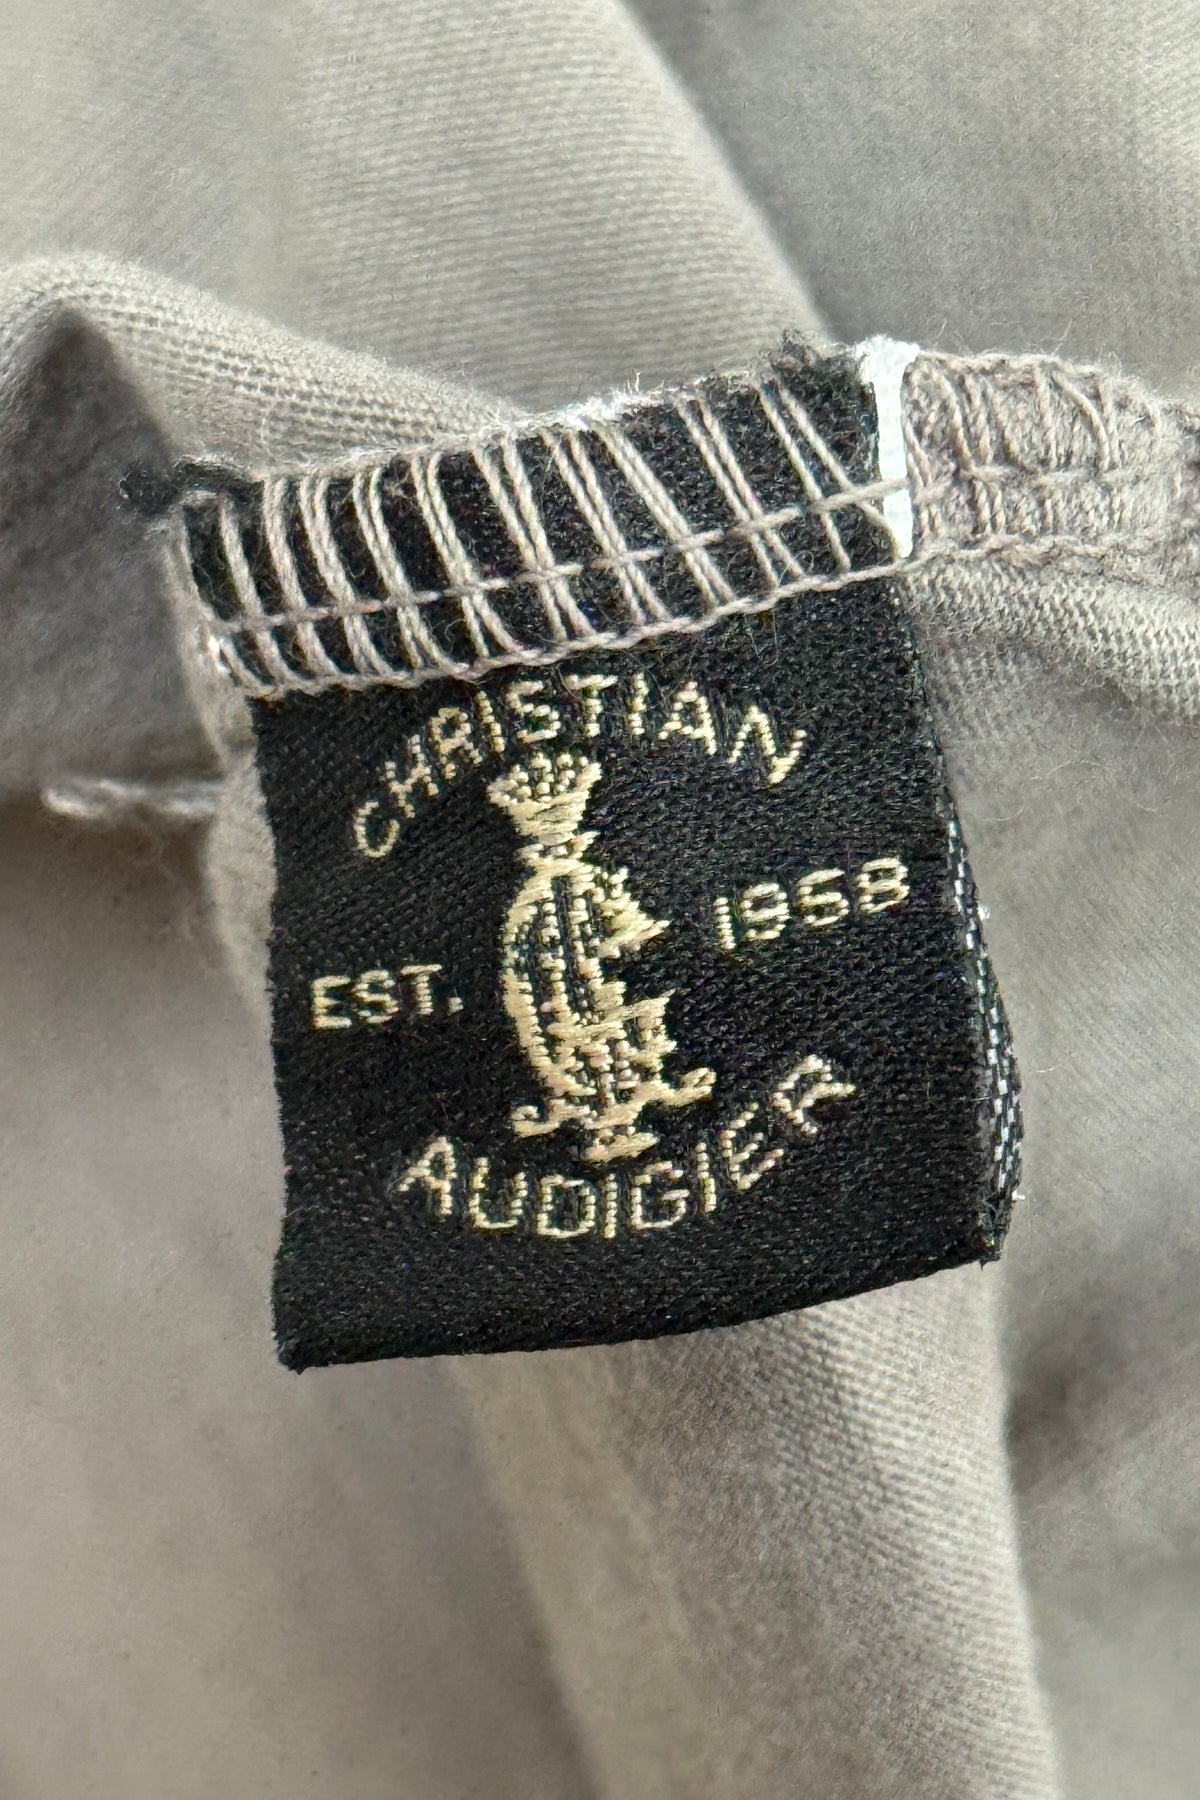 CHRISTIAN
EST. 1958
AUDIGIER